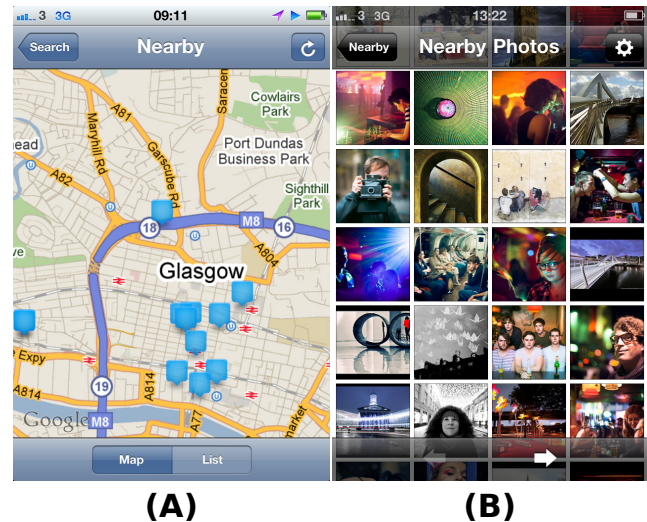 3 3G 09:11
Search Nearby
Saracen
Cowlairs
Park
A81
Maryhill Rd
Garscube Rd
Port Dundas
Business Park
ead
A82
Sighthill
Park
18
M8
16
A804
ve
Glasgow
e Expy
A814
19
A814
A77
market
Google
M8
Map List
(A)
3 3G 13:22
Nearby Nearby Photos
(B)